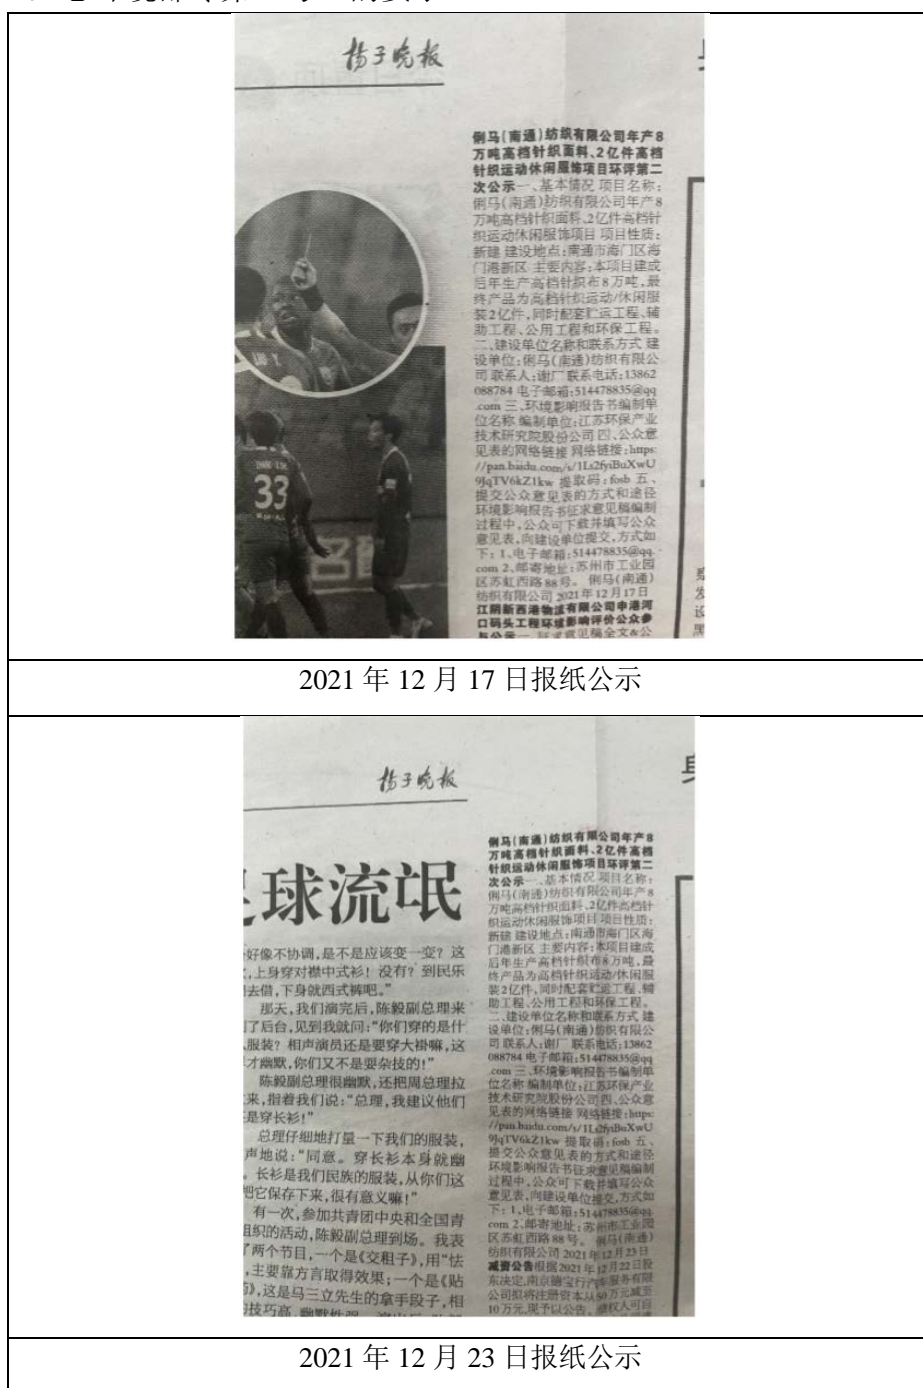 扬子晚报
俐马(南通)纺织有限公司年产8
万吨高档针织面料、2亿件高档
针织运动休闲服饰项目环评第二
次公示一、基本情况 项目名称:
俐马(南通)纺织有限公司年产8
万吨高档针织面料、2亿件高档针
织运动休闲服饰项目 项目性质:
新建 建设地点:南通市海门区海
门港新区 主要内容:本项目建成
后年生产高档针织布8万吨,最
终产品为高档针织运动/休闲服
装2亿件,同时配套贮运工程、辅
助工程、公用工程和环保工程。
二、建设单位名称和联系方式 建
设单位:俐马(南通)纺织有限公
司 联系人:谢厂 联系电话:13862
088784 电子邮箱:514478835@qq
.com 三、环境影响报告书编制单
位名称 编制单位:江苏环保产业
技术研究院股份公司 四、公众意
见表的网络链接 网络链接:https:
//pan.baidu.com/s/1Ls2fyiBuXwU
9JqTV6kZ1kw 提取码:fosb 五、
提交公众意见表的方式和途径
环境影响报告书征求意见稿编制
过程中,公众可下载并填写公众
意见表,向建设单位提交,方式如
下:1、电子邮箱:514478835@qq.
com 2、邮寄地址:苏州市工业园
区苏虹西路88号。 俐马(南通)
纺织有限公司 2021年12月17日
江阴新西港物流有限公司申港河
口码头工程环境影响评价公众参
与公示一、征求意见稿全文&公
33
2021 年 12 月 17 日报纸公示
扬子晚报
球流氓
好像不协调,是不是应该变一变?这
,上身穿对襟中式衫!没有?到民乐
去借,下身就西式裤吧。”
那天,我们演完后,陈毅副总理来
了后台,见到我就问:“你们穿的是什
么服装?相声演员还是要穿大褂嘛,这
才幽默,你们又不是耍杂技的!”
陈毅副总理很幽默,还把周总理拉
来,指着我们说:“总理,我建议他们
是穿长衫!”
总理仔细地打量一下我们的服装,
声地说:“同意。穿长衫本身就幽
。长衫是我们民族的服装,从你们这
把它保存下来,很有意义嘛!”
有一次,参加共青团中央和全国青
组织的活动,陈毅副总理到场。我表
了两个节目,一个是《交租子》,用“怯
,主要靠方言取得效果;一个是《贴
》,这是马三立先生的拿手段子,相
技巧高,幽默性强
俐马(南通)纺织有限公司年产8
万吨高档针织面料、2亿件高档
针织运动休闲服饰项目环评第二
次公示一、基本情况 项目名称:
俐马(南通)纺织有限公司年产8
万吨高档针织面料、2亿件高档针
织运动休闲服饰项目 项目性质:
新建 建设地点:南通市海门区海
门港新区 主要内容:本项目建成
后年生产高档针织布8万吨,最
终产品为高档针织运动/休闲服
装2亿件,同时配套贮运工程、辅
助工程、公用工程和环保工程。
二、建设单位名称和联系方式 建
设单位:俐马(南通)纺织有限公
司 联系人:谢厂 联系电话:13862
088784 电子邮箱:514478835@qq
.com 三、环境影响报告书编制单
位名称 编制单位:江苏环保产业
技术研究院股份公司 四、公众意
见表的网络链接 网络链接:https:
//pan.baidu.com/s/1Ls2fyiBuXwU
9JqTV6kZ1kw 提取码:fosb 五、
提交公众意见表的方式和途径
环境影响报告书征求意见稿编制
过程中,公众可下载并填写公众
意见表,向建设单位提交,方式如
下:1、电子邮箱:514478835@qq.
com 2、邮寄地址:苏州市工业园
区苏虹西路88号。 俐马(南通)
纺织有限公司 2021年12月23日
减资公告根据2021年12月22日股
东决定,南京德宝行汽车服务有限
公司拟将注册资本从50万元减至
10万元,现予以公告。债权人可自
2021 年 12 月 23 日报纸公示